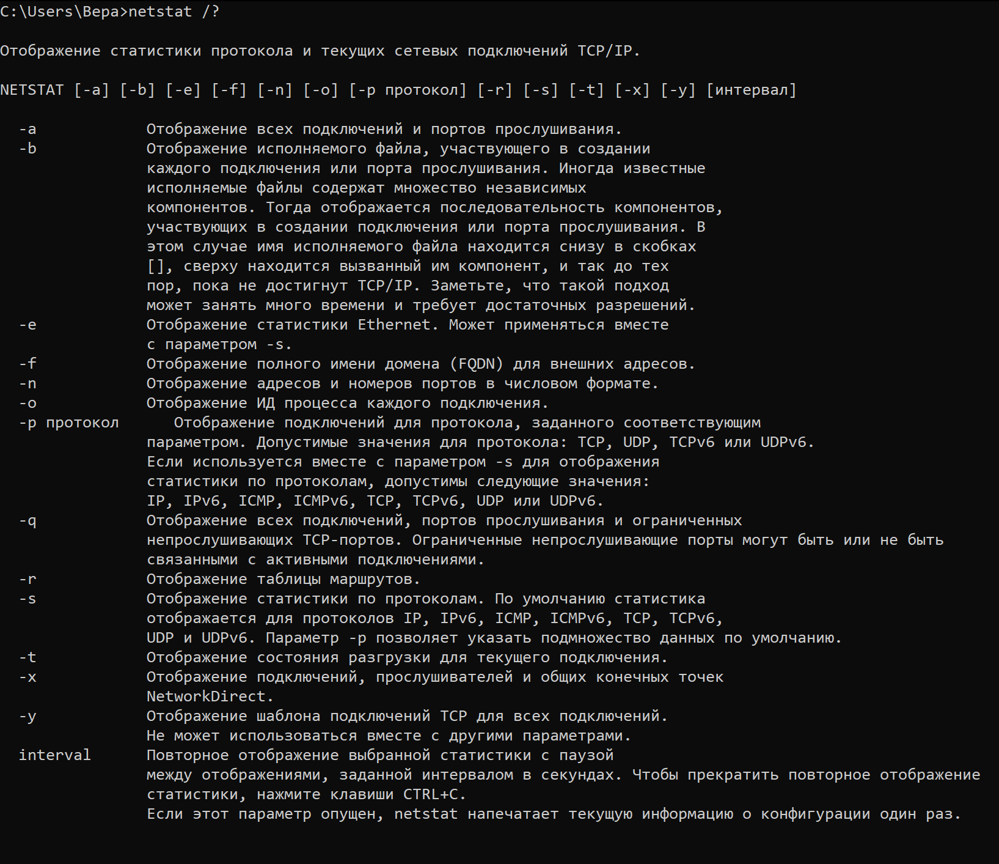 C:\Users\Вера>netstat /?
Отображение статистики протокола и текущих сетевых подключений TCP/IP.
NETSTAT [-a] [-b] [-e] [-f] [-n] [-o] [-p протокол] [-r] [-s] [-t] [-x] [-y] [интервал]
-a Отображение всех подключений и портов прослушивания.
-b Отображение исполняемого файла, участвующего в создании
каждого подключения или порта прослушивания. Иногда известные
исполняемые файлы содержат множество независимых
компонентов. Тогда отображается последовательность компонентов,
участвующих в создании подключения или порта прослушивания. В
этом случае имя исполняемого файла находится снизу в скобках
[], сверху находится вызванный им компонент, и так до тех
пор, пока не достигнут TCP/IP. Заметьте, что такой подход
может занять много времени и требует достаточных разрешений.
-e Отображение статистики Ethernet. Может применяться вместе
с параметром -s.
-f Отображение полного имени домена (FQDN) для внешних адресов.
-n Отображение адресов и номеров портов в числовом формате.
-o Отображение ИД процесса каждого подключения.
-p протокол Отображение подключений для протокола, заданного соответствующим
параметром. Допустимые значения для протокола: TCP, UDP, TCPv6 или UDPv6.
Если используется вместе с параметром -s для отображения
статистики по протоколам, допустимы следующие значения:
IP, IPv6, ICMP, ICMPv6, TCP, TCPv6, UDP или UDPv6.
-q Отображение всех подключений, портов прослушивания и ограниченных
непрослушивающих TCP-портов. Ограниченные непрослушивающие порты могут быть или не быть
связанными с активными подключениями.
-r Отображение таблицы маршрутов.
-s Отображение статистики по протоколам. По умолчанию статистика
отображается для протоколов IP, IPv6, ICMP, ICMPv6, TCP, TCPv6,
UDP и UDPv6. Параметр -p позволяет указать подмножество данных по умолчанию.
-t Отображение состояния разгрузки для текущего подключения.
-x Отображение подключений, прослушивателей и общих конечных точек
NetworkDirect.
-y Отображение шаблона подключений TCP для всех подключений.
Не может использоваться вместе с другими параметрами.
interval Повторное отображение выбранной статистики с паузой
между отображениями, заданной интервалом в секундах. Чтобы прекратить повторное отображение
статистики, нажмите клавиши CTRL+C.
Если этот параметр опущен, netstat напечатает текущую информацию о конфигурации один раз.